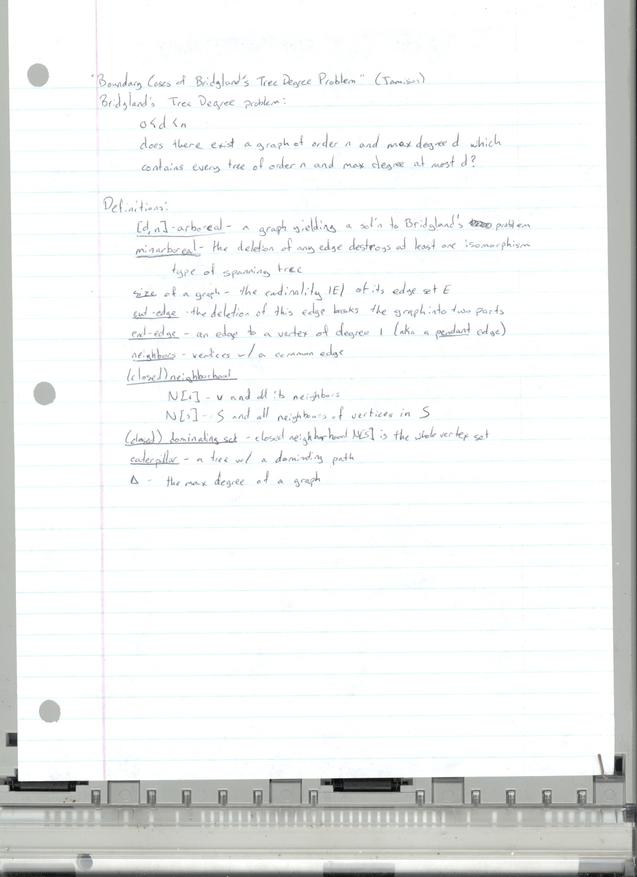 "Boundary Cases of Bridgland's Tree Degree Problem" (Jamison)
Bridgland's Tree Degree problem:
0<d<n
does there exist a graph of order n and max degree d which
contains every tree of order n and max degree at most d?
Definitions:
[d,n]-arboreal - a graph yielding a sol'n to Bridgland's problem
minarboreal - the deletion of any edge destroys at least one isomorphism
type of spanning tree
size of a graph - the cardinality |E| of its edge set E
cut-edge - the deletion of this edge breaks the graph into two parts
end-edge - an edge to a vertex of degree 1 (aka a pendant edge)
neighbors - vertices w/ a common edge
(closed) neighborhood
N[v] - v and all its neighbors
N[S] - S and all neighbours of vertices in S
(closed) dominating set - closed neighborhood N[S] is the whole vertex set
caterpillar - a tree w/ a dominating path
Δ - the max degree of a graph